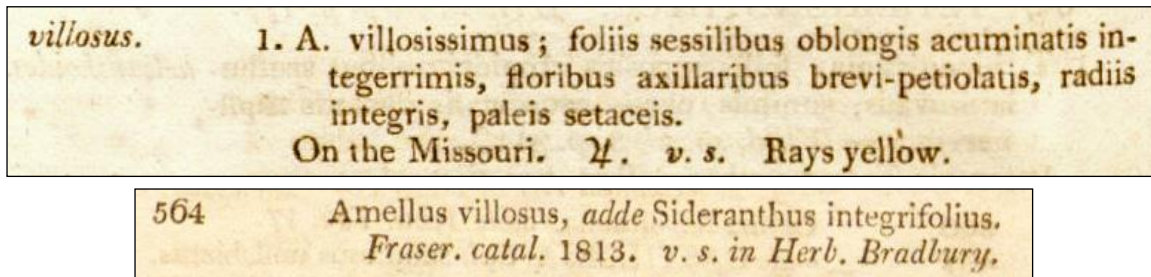 villosus. 1. A. villosissimus; foliis sessilibus oblongis acuminatis in-
tegerrimis, floribus axillaribus brevi-petiolatis, radiis
integris, paleis setaceis.
On the Missouri. ♃. v. s. Rays yellow.
564 Amellus villosus, adde Sideranthus integrifolius.
Fraser. catal. 1813. v. s. in Herb. Bradbury.